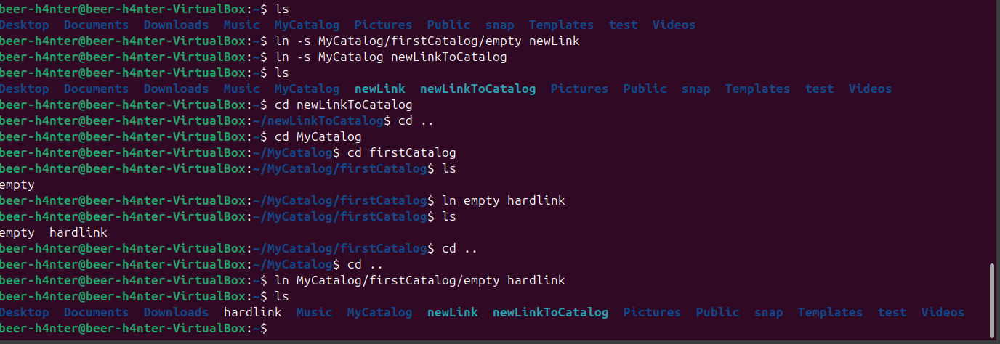 beer-h4nter@beer-h4nter-VirtualBox:~$ ls
Desktop  Documents  Downloads  Music  MyCatalog  Pictures  Public  snap  Templates  test  Videos
beer-h4nter@beer-h4nter-VirtualBox:~$ ln -s MyCatalog/firstCatalog/empty newLink
beer-h4nter@beer-h4nter-VirtualBox:~$ ln -s MyCatalog newLinkToCatalog
beer-h4nter@beer-h4nter-VirtualBox:~$ ls
Desktop  Documents  Downloads  Music  MyCatalog  newLink  newLinkToCatalog  Pictures  Public  snap  Templates  test  Videos
beer-h4nter@beer-h4nter-VirtualBox:~$ cd newLinkToCatalog
beer-h4nter@beer-h4nter-VirtualBox:~/newLinkToCatalog$ cd ..
beer-h4nter@beer-h4nter-VirtualBox:~$ cd MyCatalog
beer-h4nter@beer-h4nter-VirtualBox:~/MyCatalog$ cd firstCatalog
beer-h4nter@beer-h4nter-VirtualBox:~/MyCatalog/firstCatalog$ ls
empty
beer-h4nter@beer-h4nter-VirtualBox:~/MyCatalog/firstCatalog$ ln empty hardlink
beer-h4nter@beer-h4nter-VirtualBox:~/MyCatalog/firstCatalog$ ls
empty  hardlink
beer-h4nter@beer-h4nter-VirtualBox:~/MyCatalog/firstCatalog$ cd ..
beer-h4nter@beer-h4nter-VirtualBox:~/MyCatalog$ cd ..
beer-h4nter@beer-h4nter-VirtualBox:~$ ln MyCatalog/firstCatalog/empty hardlink
beer-h4nter@beer-h4nter-VirtualBox:~$ ls
Desktop  Documents  Downloads  hardlink  Music  MyCatalog  newLink  newLinkToCatalog  Pictures  Public  snap  Templates  test  Videos
beer-h4nter@beer-h4nter-VirtualBox:~$